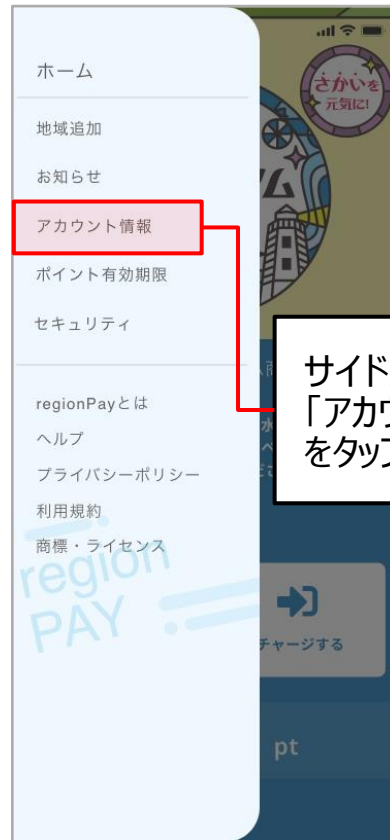 ホーム
地域追加
お知らせ
アカウント情報
ポイント有効期限
セキュリティ
regionPayとは
ヘルプ
プライバシーポリシー
利用規約
商標・ライセンス
region
PAY
さかいを
元気に!
サイド
「アカウ
をタップ
チャージする
pt